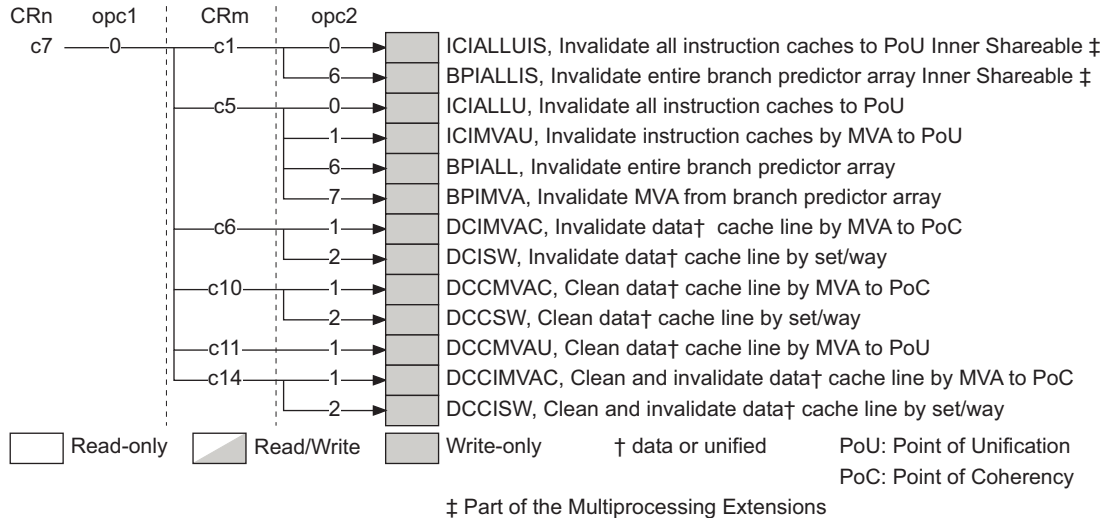 CRn opc1 CRm opc2
c7 0 c1 0 ICIALLUIS, Invalidate all instruction caches to PoU Inner Shareable ‡
6 BPIALLIS, Invalidate entire branch predictor array Inner Shareable ‡
c5 0 ICIALLU, Invalidate all instruction caches to PoU
1 ICIMVAU, Invalidate instruction caches by MVA to PoU
6 BPIALL, Invalidate entire branch predictor array
7 BPIMVA, Invalidate MVA from branch predictor array
c6 1 DCIMVAC, Invalidate data† cache line by MVA to PoC
2 DCISW, Invalidate data† cache line by set/way
c10 1 DCCMVAC, Clean data† cache line by MVA to PoC
2 DCCSW, Clean data† cache line by set/way
c11 1 DCCMVAU, Clean data† cache line by MVA to PoU
c14 1 DCCIMVAC, Clean and invalidate data† cache line by MVA to PoC
2 DCCISW, Clean and invalidate data† cache line by set/way
Read-only Read/Write Write-only † data or unified PoU: Point of Unification
PoC: Point of Coherency
‡ Part of the Multiprocessing Extensions